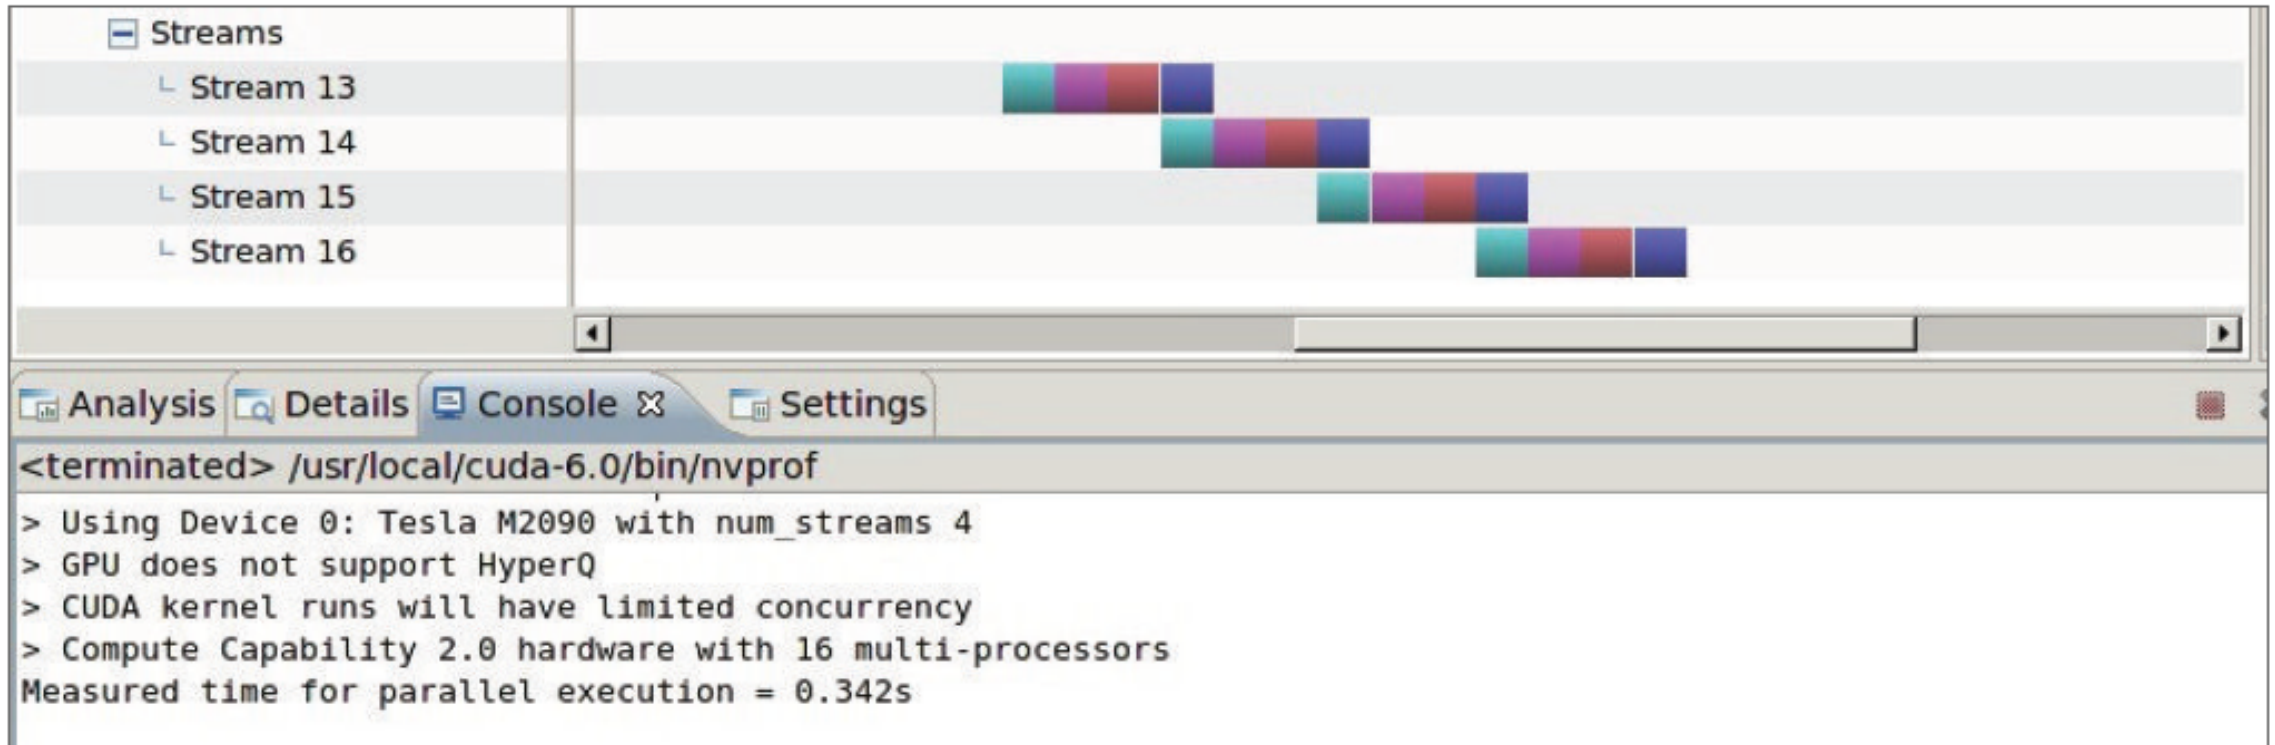 Streams
Stream 13
Stream 14
Stream 15
Stream 16
Analysis Details Console Settings
<terminated> /usr/local/cuda-6.0/bin/nvprof
> Using Device 0: Tesla M2090 with num_streams 4
> GPU does not support HyperQ
> CUDA kernel runs will have limited concurrency
> Compute Capability 2.0 hardware with 16 multi-processors
Measured time for parallel execution = 0.342s